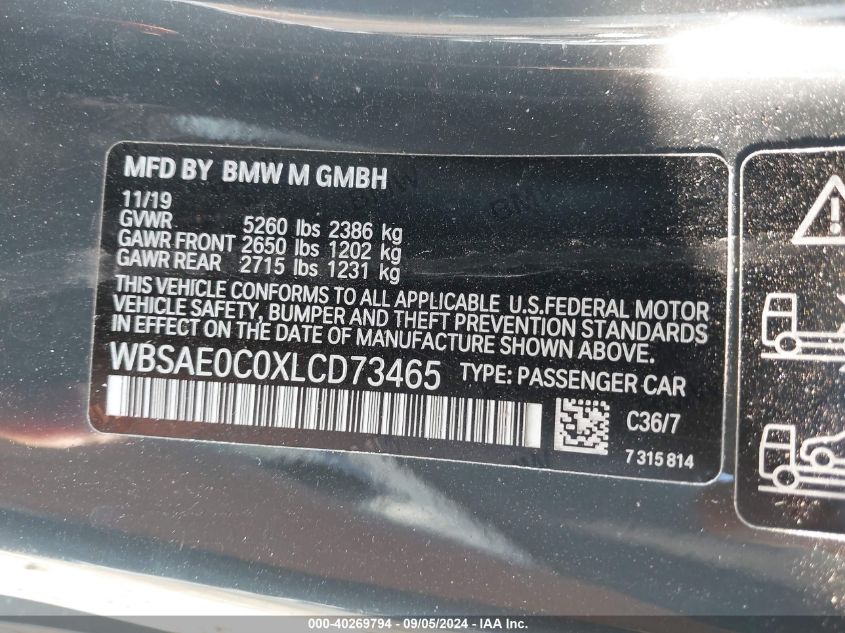 MFD BY BMW M GMBH
11/19
GVWR 5260 lbs 2386 kg
GAWR FRONT 2650 lbs 1202 kg
GAWR REAR 2715 lbs 1231 kg
THIS VEHICLE CONFORMS TO ALL APPLICABLE U.S.FEDERAL MOTOR
VEHICLE SAFETY, BUMPER AND THEFT PREVENTION STANDARDS
IN EFFECT ON THE DATE OF MANUFACTURE SHOWN ABOVE.
WBSAE0C0XLCD73465 TYPE: PASSENGER CAR
C36/7
7 315 814
000-40269794 - 09/05/2024 - ©IAA Inc.